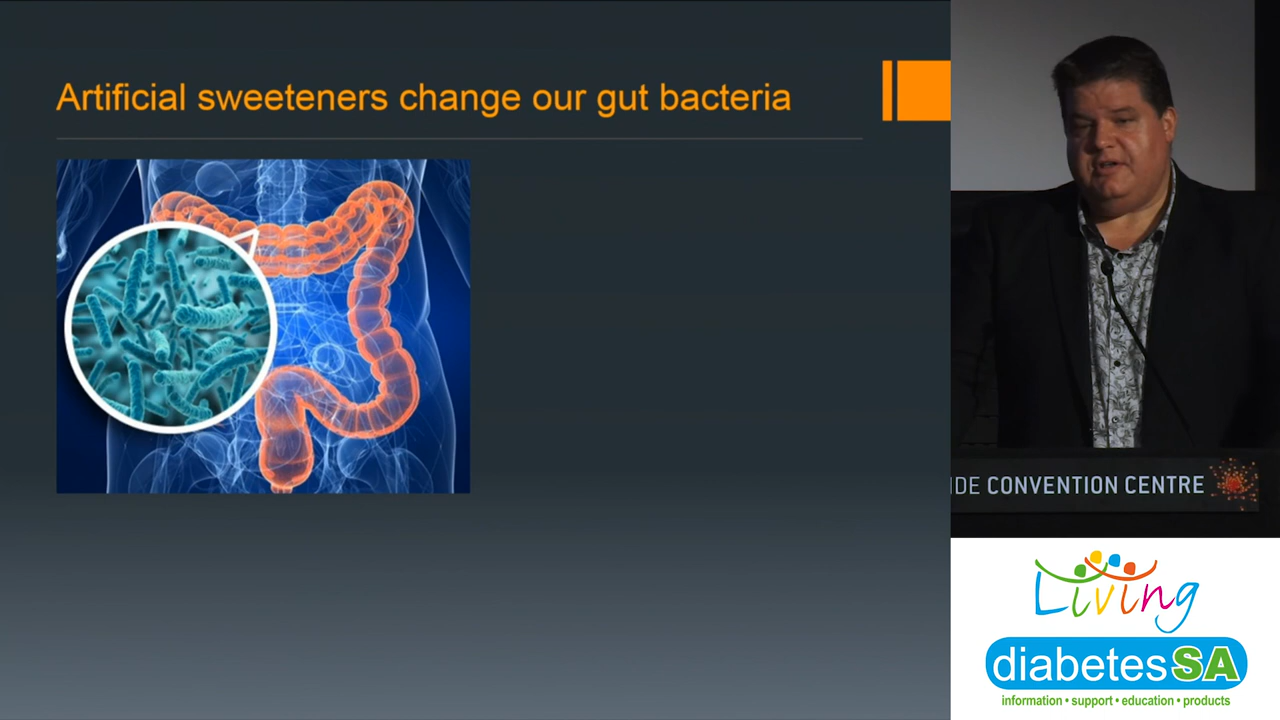 Artificial sweeteners change our gut bacteria
IDE CONVENTION CENTRE
Living
diabetesSA
information • support • education • products